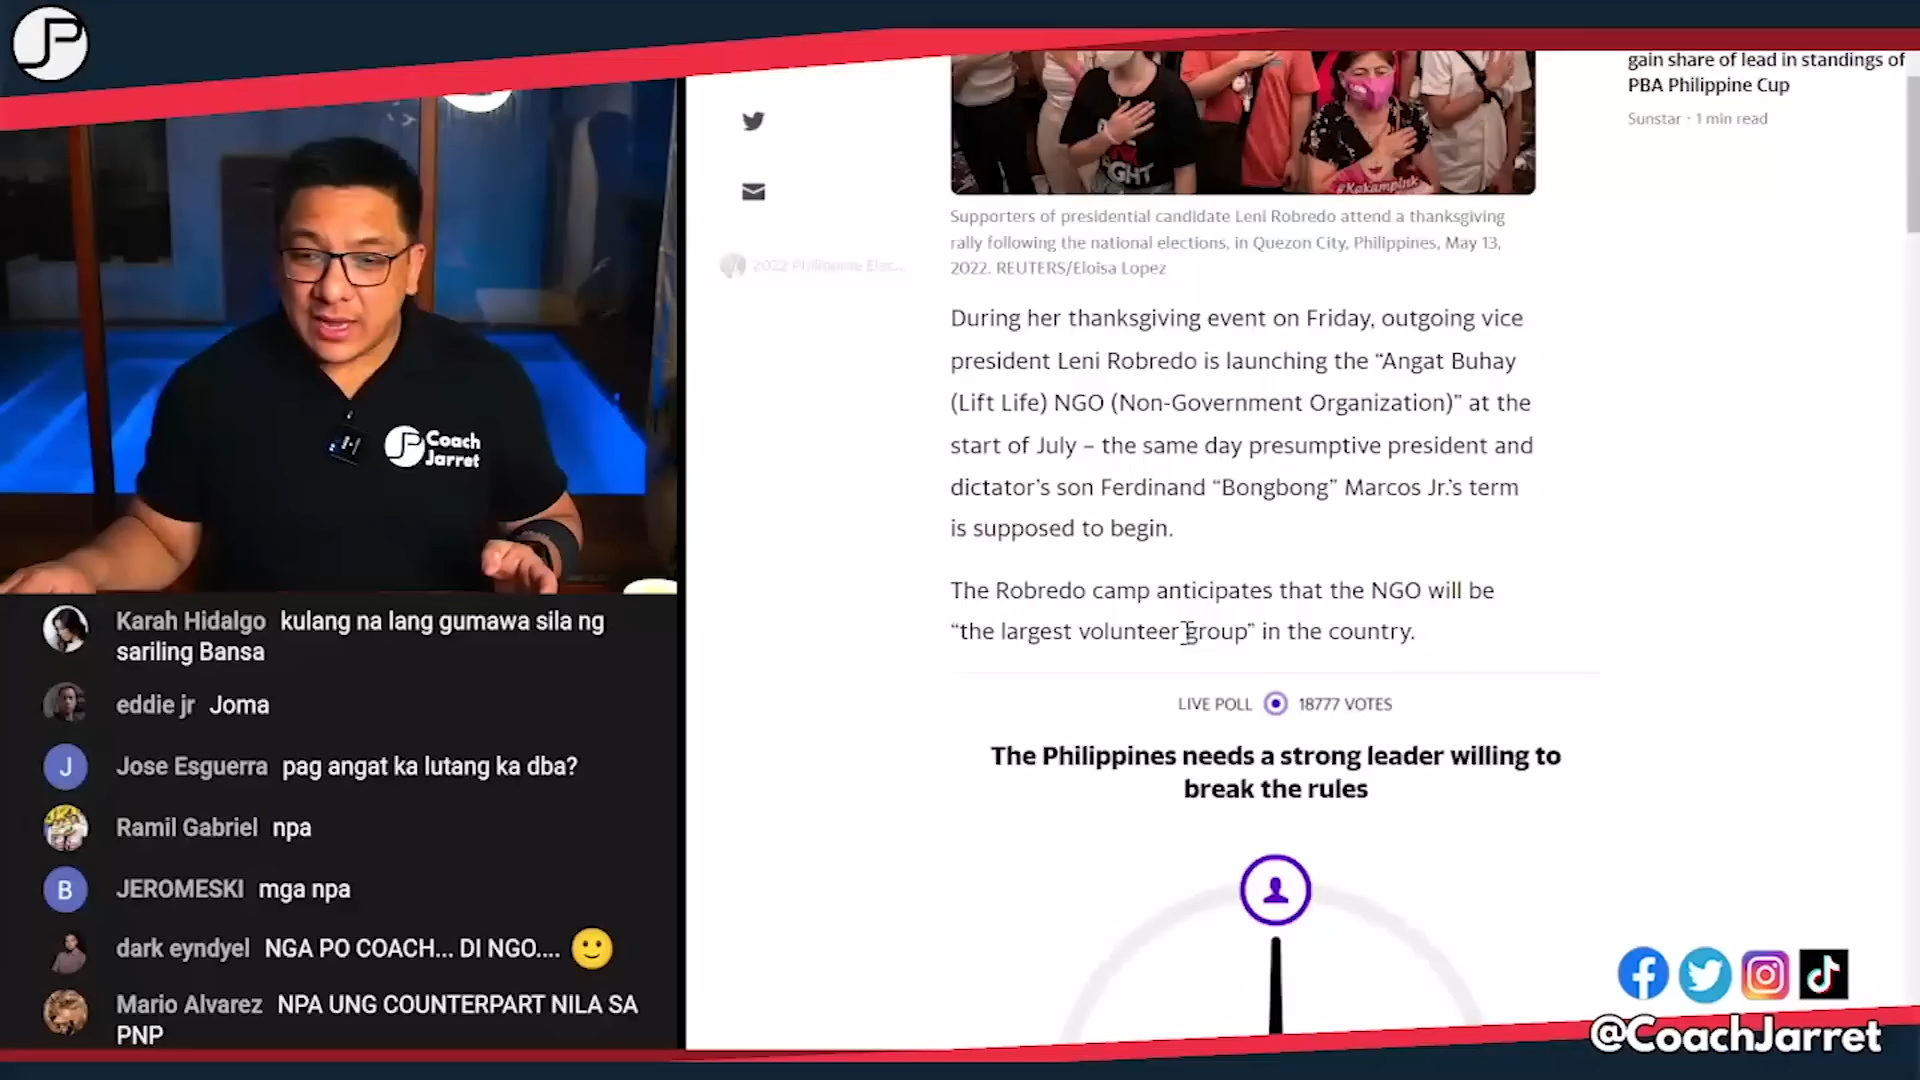 JP
Coach
Jarret
Karah Hidalgo kulang na lang gumawa sila ng
sariling Bansa
eddie jr Joma
J
Jose Esguerra pag angat ka lutang ka dba?
Ramil Gabriel npa
B
JEROMESKI mga npa
dark eyndyel NGA PO COACH... DI NGO....
Mario Alvarez NPA UNG COUNTERPART NILA SA
PNP
2022 Philippine Elec...
GHT
#Kakampink
Supporters of presidential candidate Leni Robredo attend a thanksgiving
rally following the national elections, in Quezon City, Philippines, May 13,
2022. REUTERS/Eloisa Lopez
During her thanksgiving event on Friday, outgoing vice
president Leni Robredo is launching the “Angat Buhay
(Lift Life) NGO (Non-Government Organization)” at the
start of July – the same day presumptive president and
dictator’s son Ferdinand “Bongbong” Marcos Jr.’s term
is supposed to begin.
The Robredo camp anticipates that the NGO will be
“the largest volunteer group” in the country.
LIVE POLL 18777 VOTES
The Philippines needs a strong leader willing to
break the rules
gain share of lead in standings of
PBA Philippine Cup
Sunstar · 1 min read
@CoachJarret